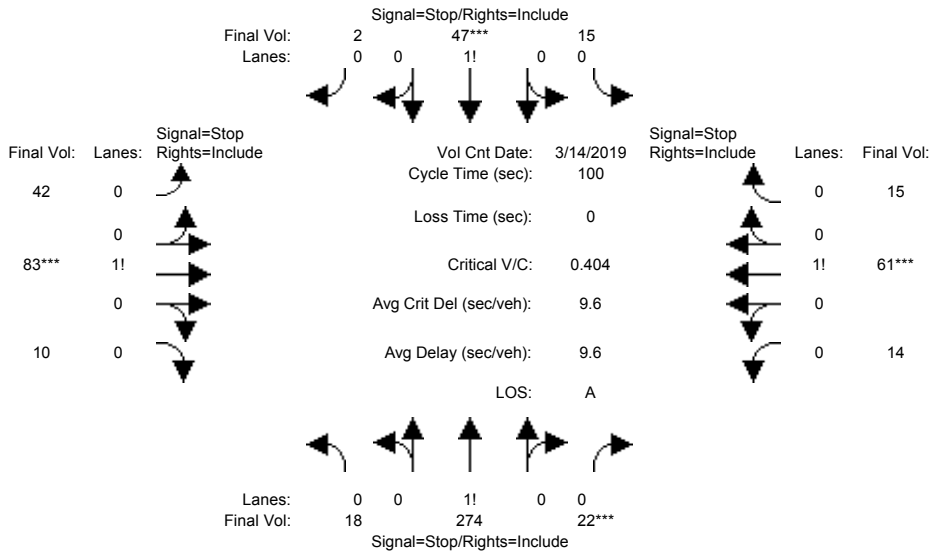 Signal=Stop/Rights=Include
Final Vol: 2 47*** 15
Lanes: 0 0 1! 0 0
Signal=Stop Signal=Stop
Final Vol: Lanes: Rights=Include Vol Cnt Date: 3/14/2019 Rights=Include Lanes: Final Vol:
Cycle Time (sec): 100
42 0 0 15
Loss Time (sec): 0
0 0
83*** 1! Critical V/C: 0.404 1! 61***
0 Avg Crit Del (sec/veh): 9.6 0
10 0 Avg Delay (sec/veh): 9.6 0 14
LOS: A
Lanes: 0 0 1! 0 0
Final Vol: 18 274 22***
Signal=Stop/Rights=Include